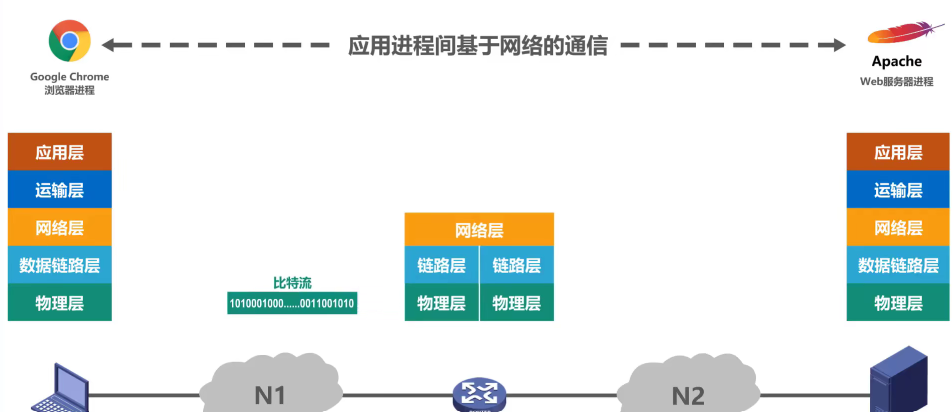 应用进程间基于网络的通信
Google Chrome
浏览器进程
Apache
Web服务器进程
应用层
运输层
网络层
数据链路层
物理层
比特流
1010001000......0011001010
网络层
链路层 链路层
物理层 物理层
应用层
运输层
网络层
数据链路层
物理层
N1
N2